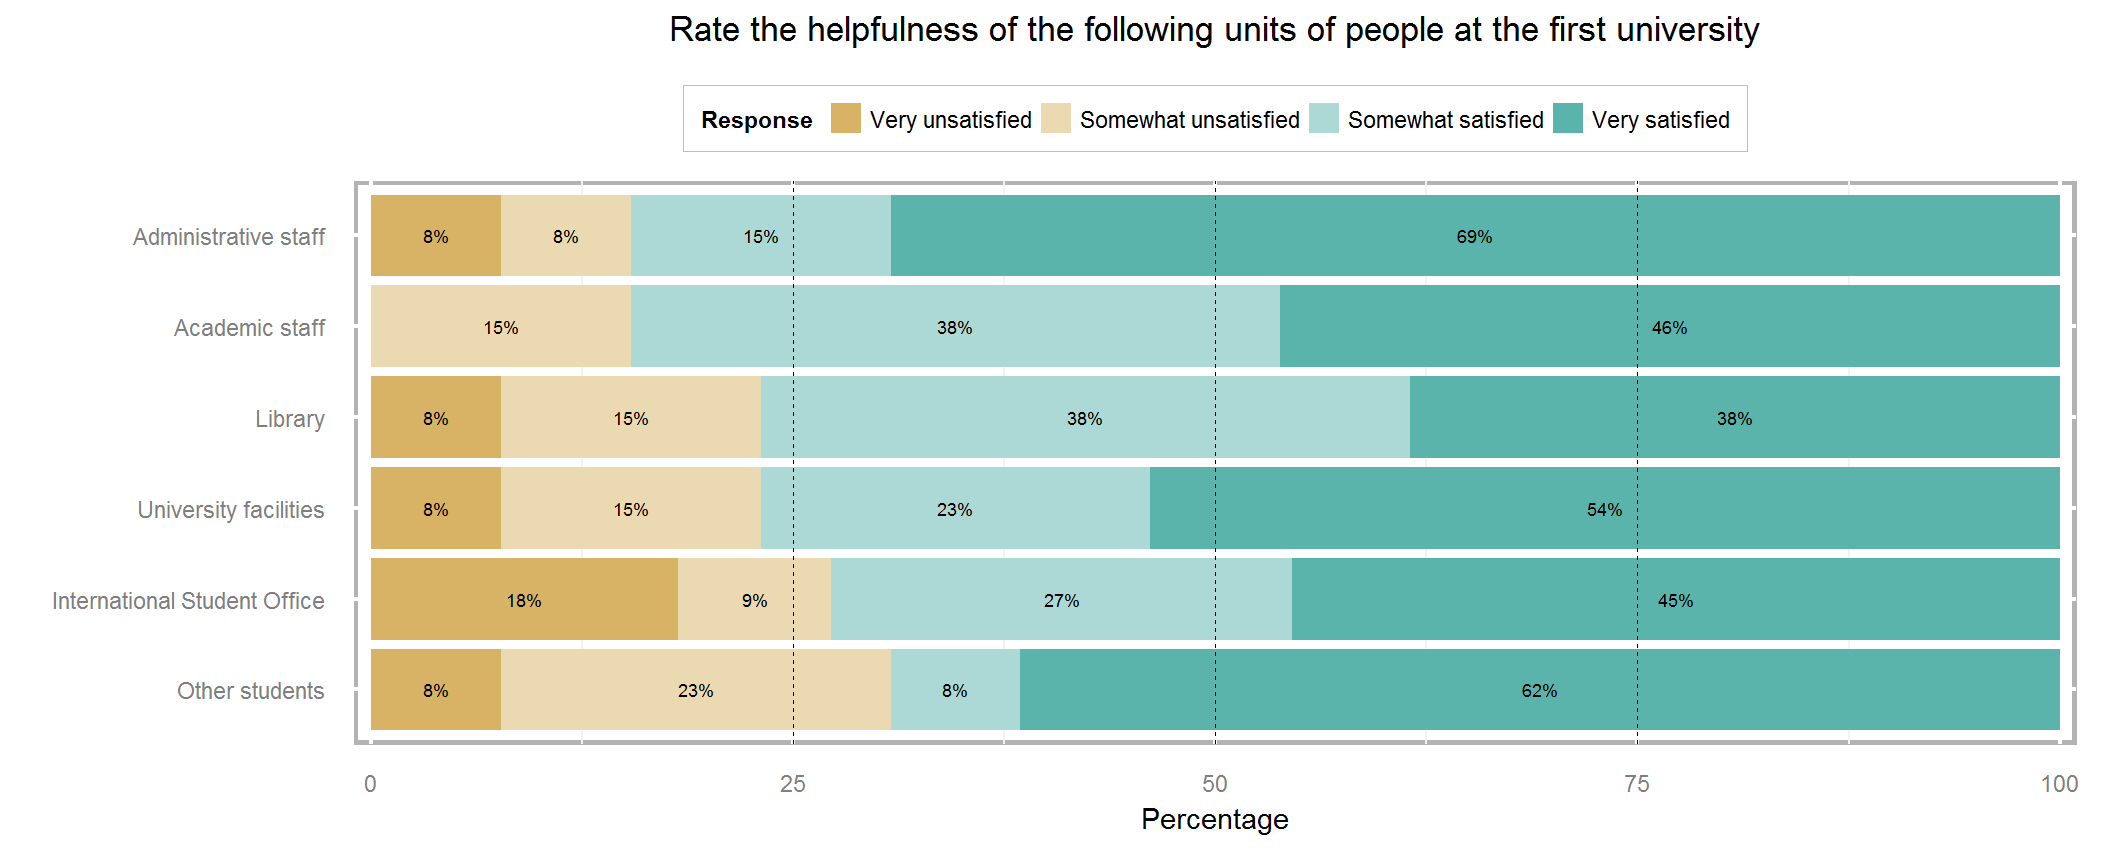 Rate the helpfulness of the following units of people at the first university
Response Very unsatisfied Somewhat unsatisfied Somewhat satisfied Very satisfied
Administrative staff 8% 8% 15% 69%
Academic staff 15% 38% 46%
Library 8% 15% 38% 38%
University facilities 8% 15% 23% 54%
International Student Office 18% 9% 27% 45%
Other students 8% 23% 8% 62%
0 25 50 75 100
Percentage